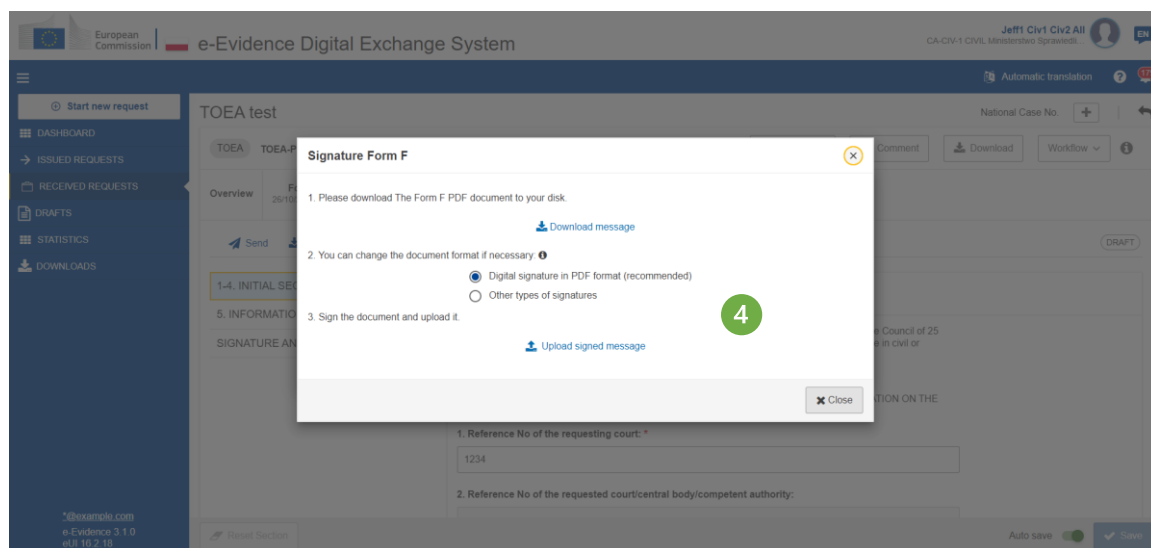 European
Commission
e-Evidence Digital Exchange System
Jeff1 Civ1 Civ2 All
CA-CIV-1 CIVIL Ministerstwo Sprawiedli...
EN
Automatic translation
17
Start new request
DASHBOARD
ISSUED REQUESTS
RECEIVED REQUESTS
DRAFTS
STATISTICS
DOWNLOADS
TOEA test
National Case No
TOEA TOEA-P
Comment
Download
Workflow
Overview
Send
DRAFT
1-4. INITIAL SEC
5. INFORMATIO
SIGNATURE AN
Signature Form F
1. Please download The Form F PDF document to your disk.
Download message
2. You can change the document format if necessary.
Digital signature in PDF format (recommended)
Other types of signatures
3. Sign the document and upload it.
Upload signed message
4
Close
e Council of 25
e in civil or
TION ON THE
1. Reference No of the requesting court: *
1234
2. Reference No of the requested court/central body/competent authority:
*@example.com
e-Evidence 3.1.0
eUI 16.2.18
Reset Section
Auto save
Save